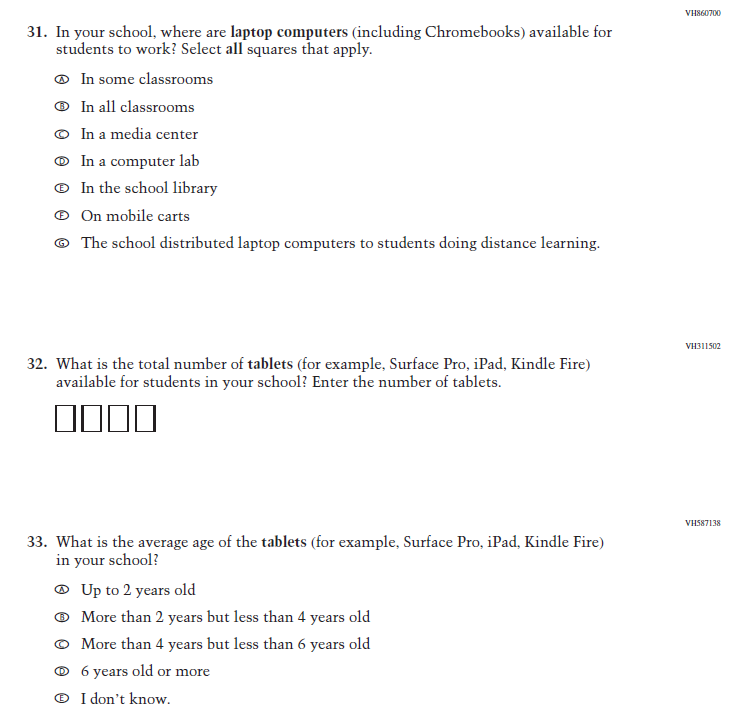 VH860700
31. In your school, where are laptop computers (including Chromebooks) available for
students to work? Select all squares that apply.
A In some classrooms
B In all classrooms
C In a media center
D In a computer lab
E In the school library
F On mobile carts
G The school distributed laptop computers to students doing distance learning.
VH311502
32. What is the total number of tablets (for example, Surface Pro, iPad, Kindle Fire)
available for students in your school? Enter the number of tablets.
VH587138
33. What is the average age of the tablets (for example, Surface Pro, iPad, Kindle Fire)
in your school?
A Up to 2 years old
B More than 2 years but less than 4 years old
C More than 4 years but less than 6 years old
D 6 years old or more
E I don't know.